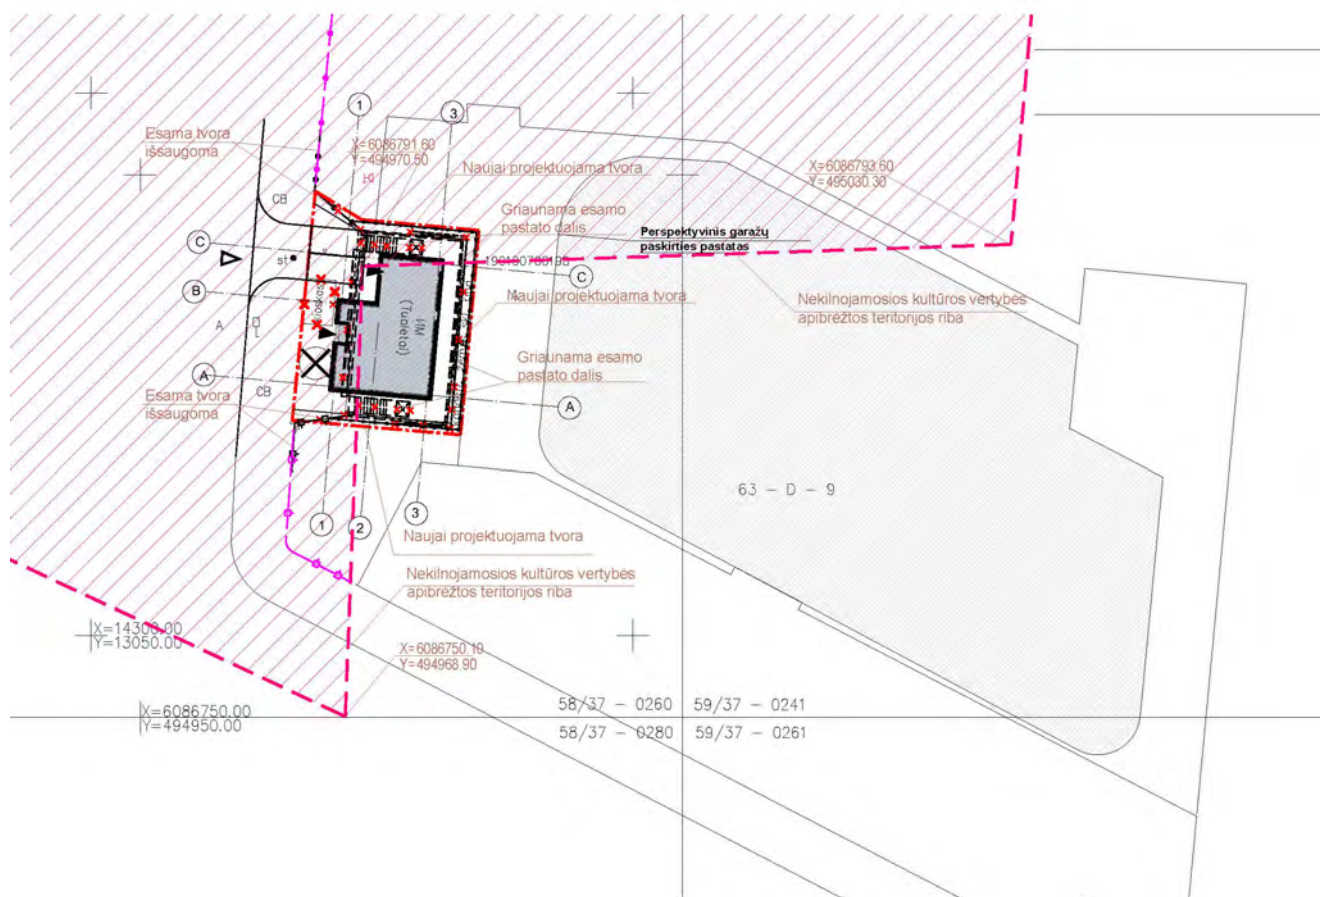 1
3
Esama tvora
išsaugoma
X=6086791.60
Y=494970.50
Naujai projektuojama tvora
X=6086793.60
Y=495030.30
CB
Griaunama esamo
pastato dalis
Perspektyvinis garažų
paskirties pastatas
C
st
C
B
Naujai projektuojama tvora
Nekilnojamosios kultūros vertybės
apibrėžtos teritorijos riba
A
1M
(Tualetai)
Griaunama esamo
pastato dalis
A
CB
Esama tvora
išsaugoma
A
63 - D - 9
1
2
3
Naujai projektuojama tvora
Nekilnojamosios kultūros vertybės
apibrėžtos teritorijos riba
X=14300.00
Y=13050.00
X=6086750.10
Y=494968.90
58/37 - 0260
59/37 - 0241
X=6086750.00
Y=494950.00
58/37 - 0280
59/37 - 0261